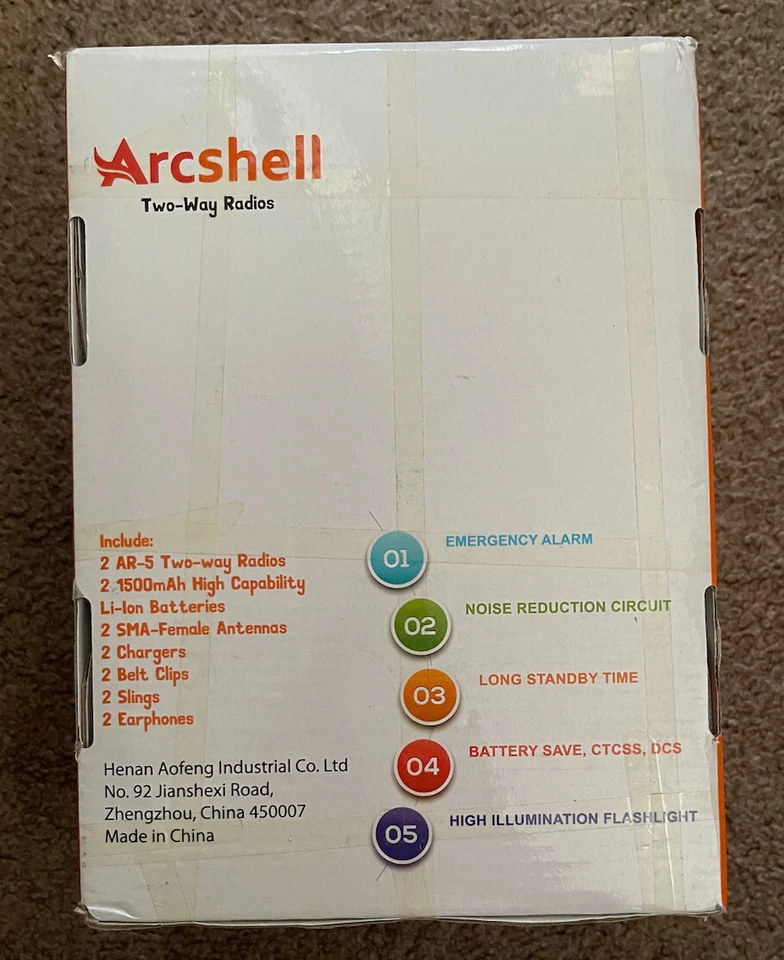 Arcshell
Two-Way Radios
Include:
2 AR-5 Two-way Radios
2 1500mAh High Capability
Li-Ion Batteries
2 SMA-Female Antennas
2 Chargers
2 Belt Clips
2 Slings
2 Earphones
Henan Aofeng Industrial Co. Ltd
No. 92 Jianshexi Road,
Zhengzhou, China 450007
Made in China
01 EMERGENCY ALARM
02 NOISE REDUCTION CIRCUIT
03 LONG STANDBY TIME
04 BATTERY SAVE, CTCSS, DCS
05 HIGH ILLUMINATION FLASHLIGHT